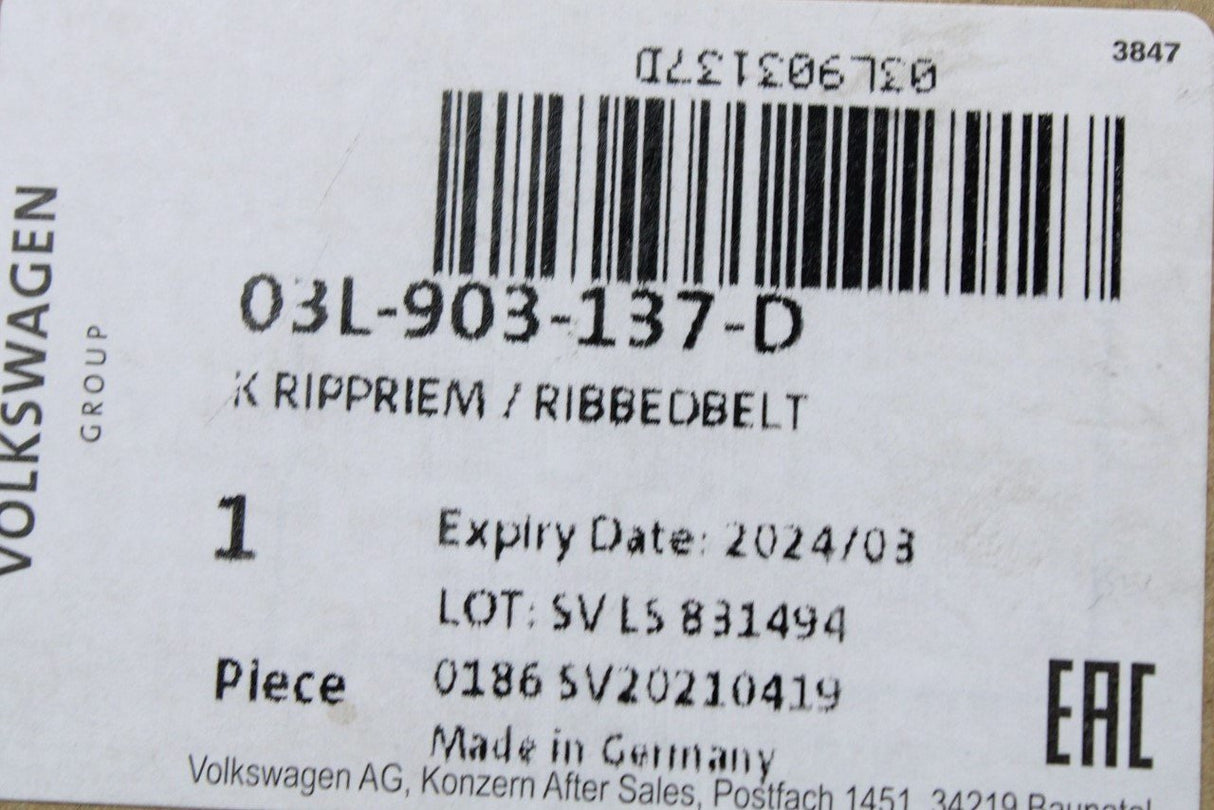 3847
03L903137D
VOLKSWAGEN
GROUP
03L-903-137-D
K RIPPRIEM / RIBBEDBELT
1
Expiry Date: 2024/03
LOT: SV LS 831494
Piece
0186 SV20210419
EAC
Made in Germany
Volkswagen AG, Konzern After Sales, Postfach 1451, 34219